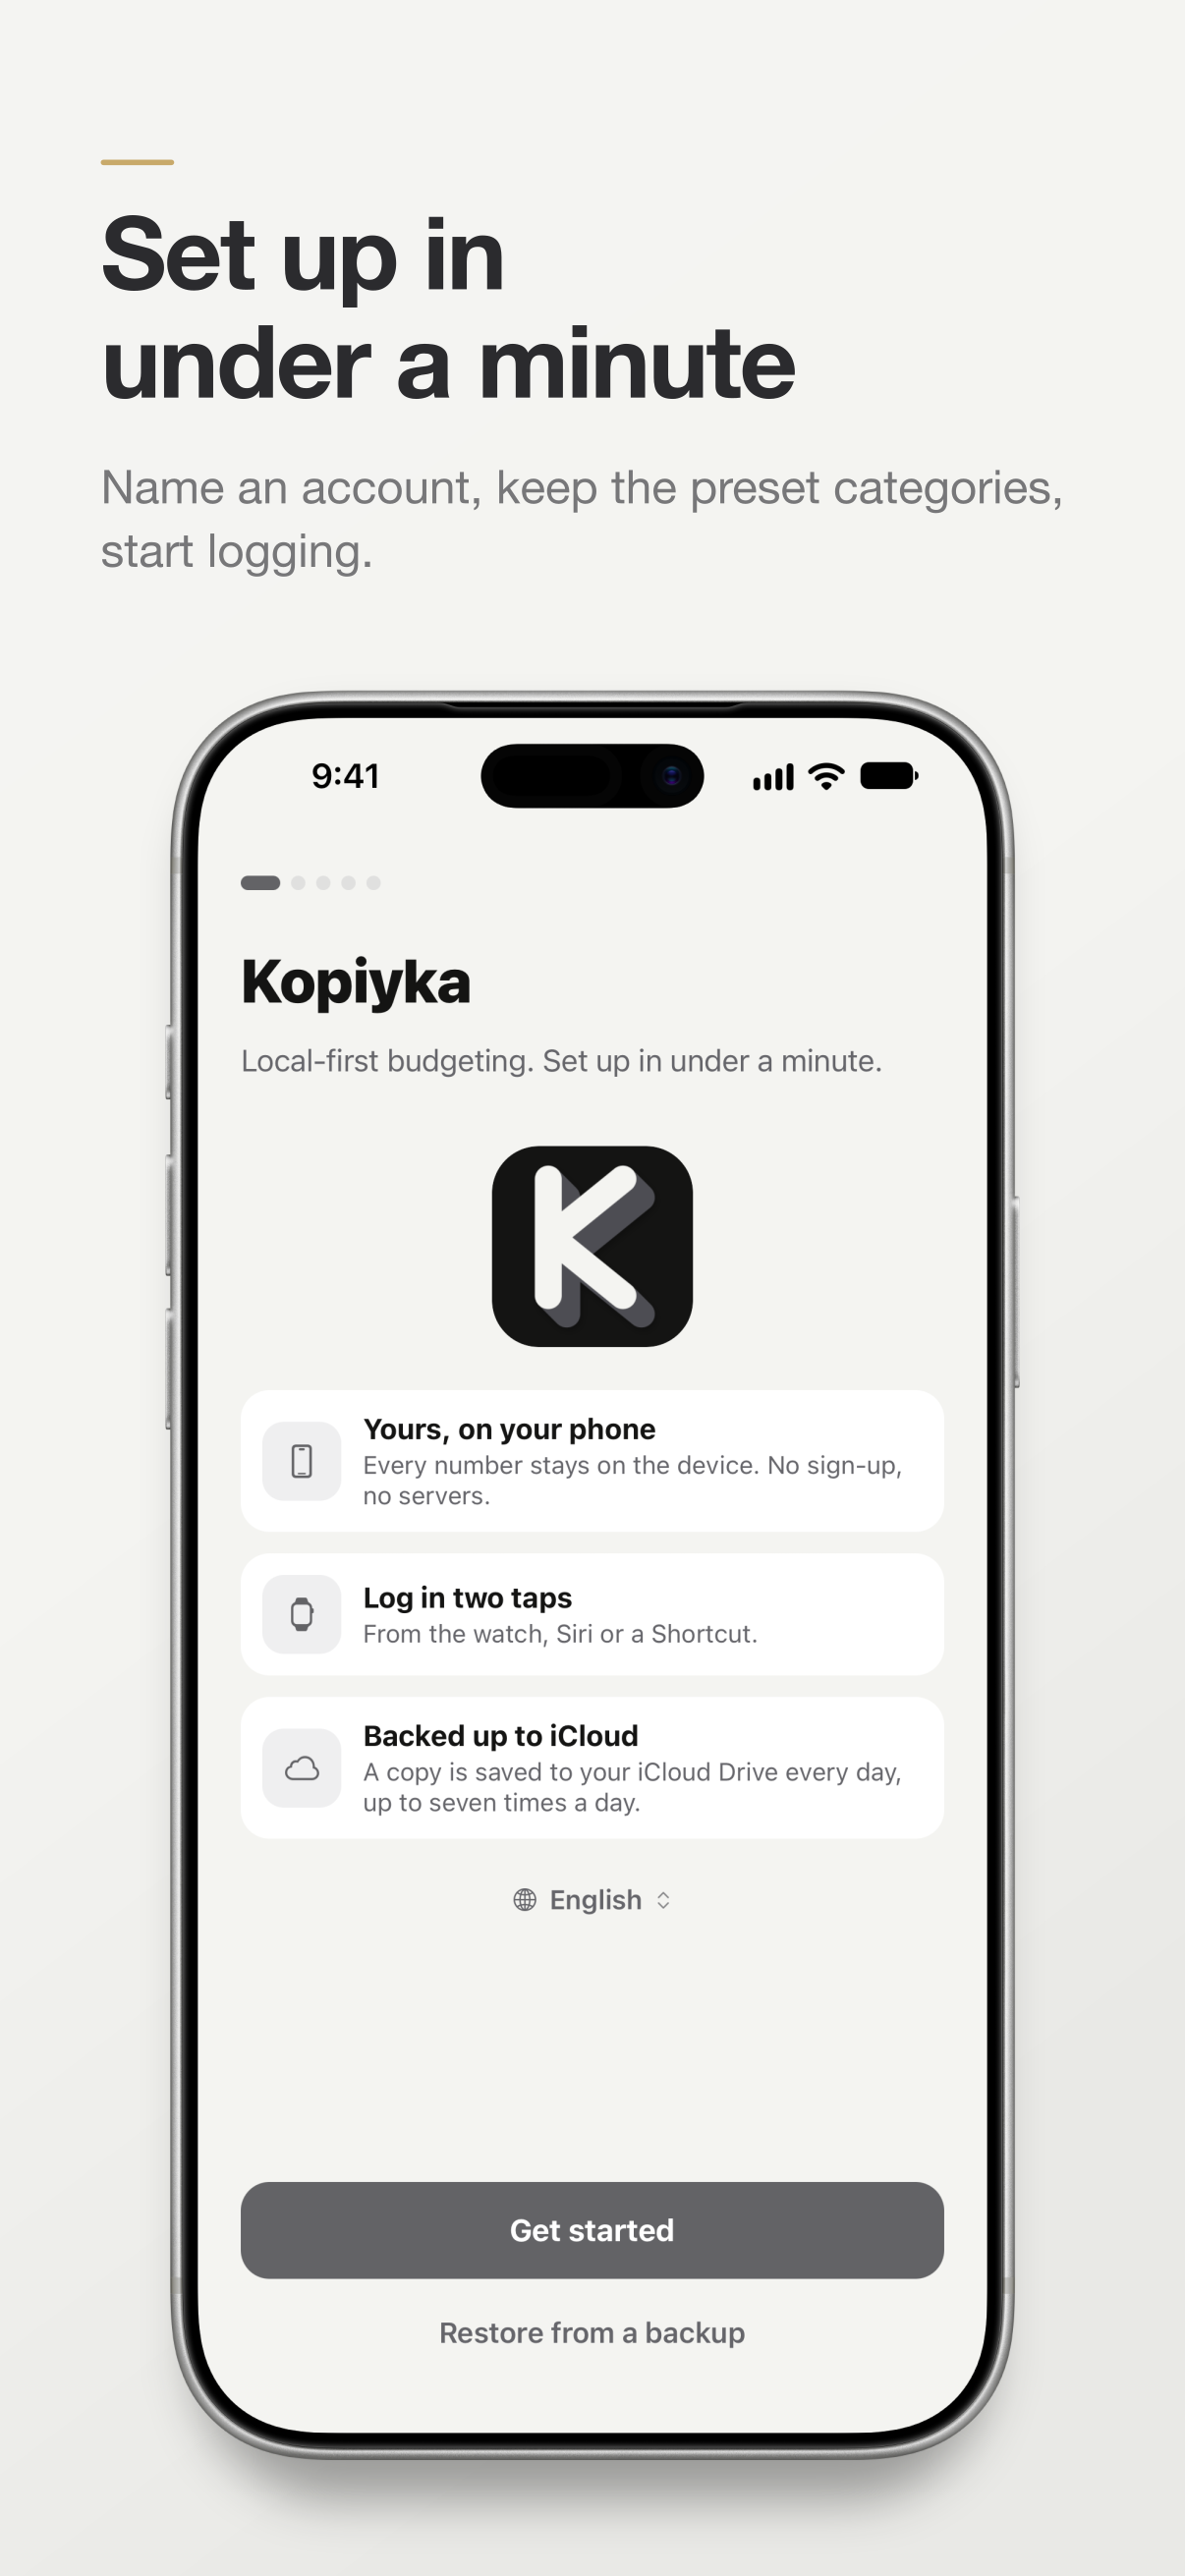 Set up in
under a minute
Name an account, keep the preset categories,
start logging.
9:41
Kopiyka
Local-first budgeting. Set up in under a minute.
K
Yours, on your phone
Every number stays on the device. No sign-up,
no servers.
Log in two taps
From the watch, Siri or a Shortcut.
Backed up to iCloud
A copy is saved to your iCloud Drive every day,
up to seven times a day.
English
Get started
Restore from a backup